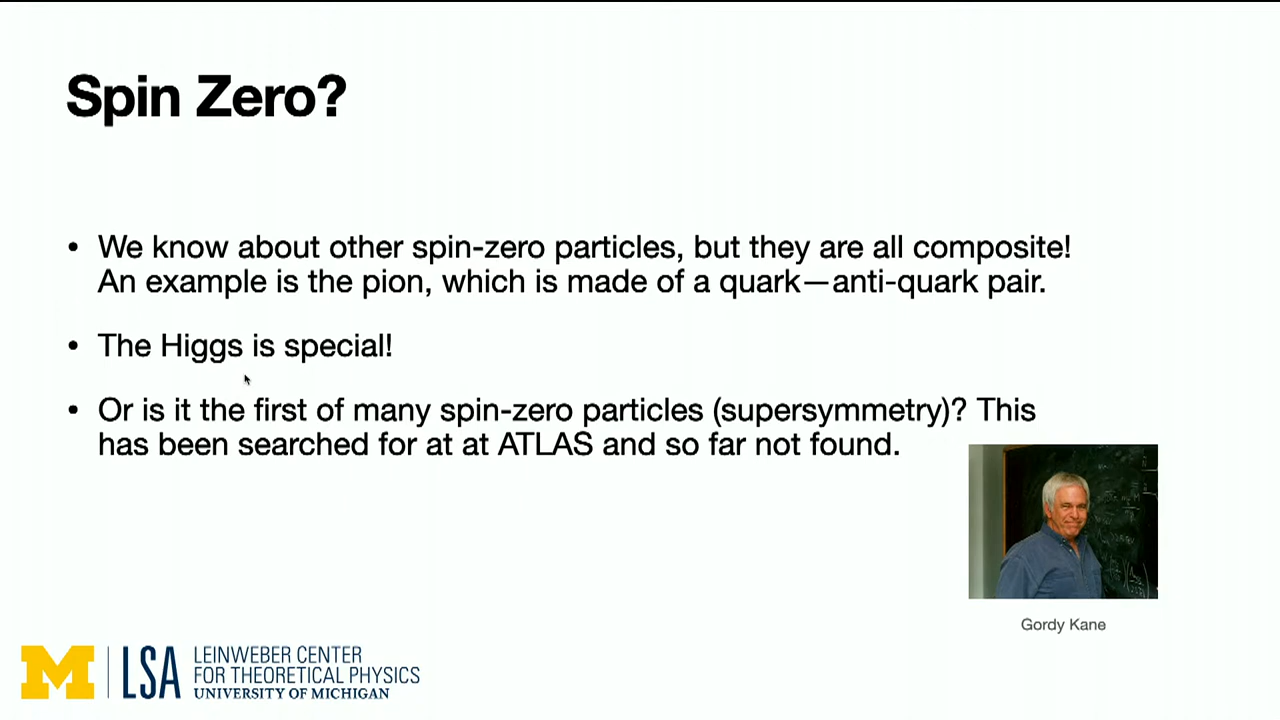 Spin Zero?
• We know about other spin-zero particles, but they are all composite!
An example is the pion, which is made of a quark—anti-quark pair.
• The Higgs is special!
• Or is it the first of many spin-zero particles (supersymmetry)? This
has been searched for at at ATLAS and so far not found.
Gordy Kane
M LSA LEINWEBER CENTER
FOR THEORETICAL PHYSICS
UNIVERSITY OF MICHIGAN